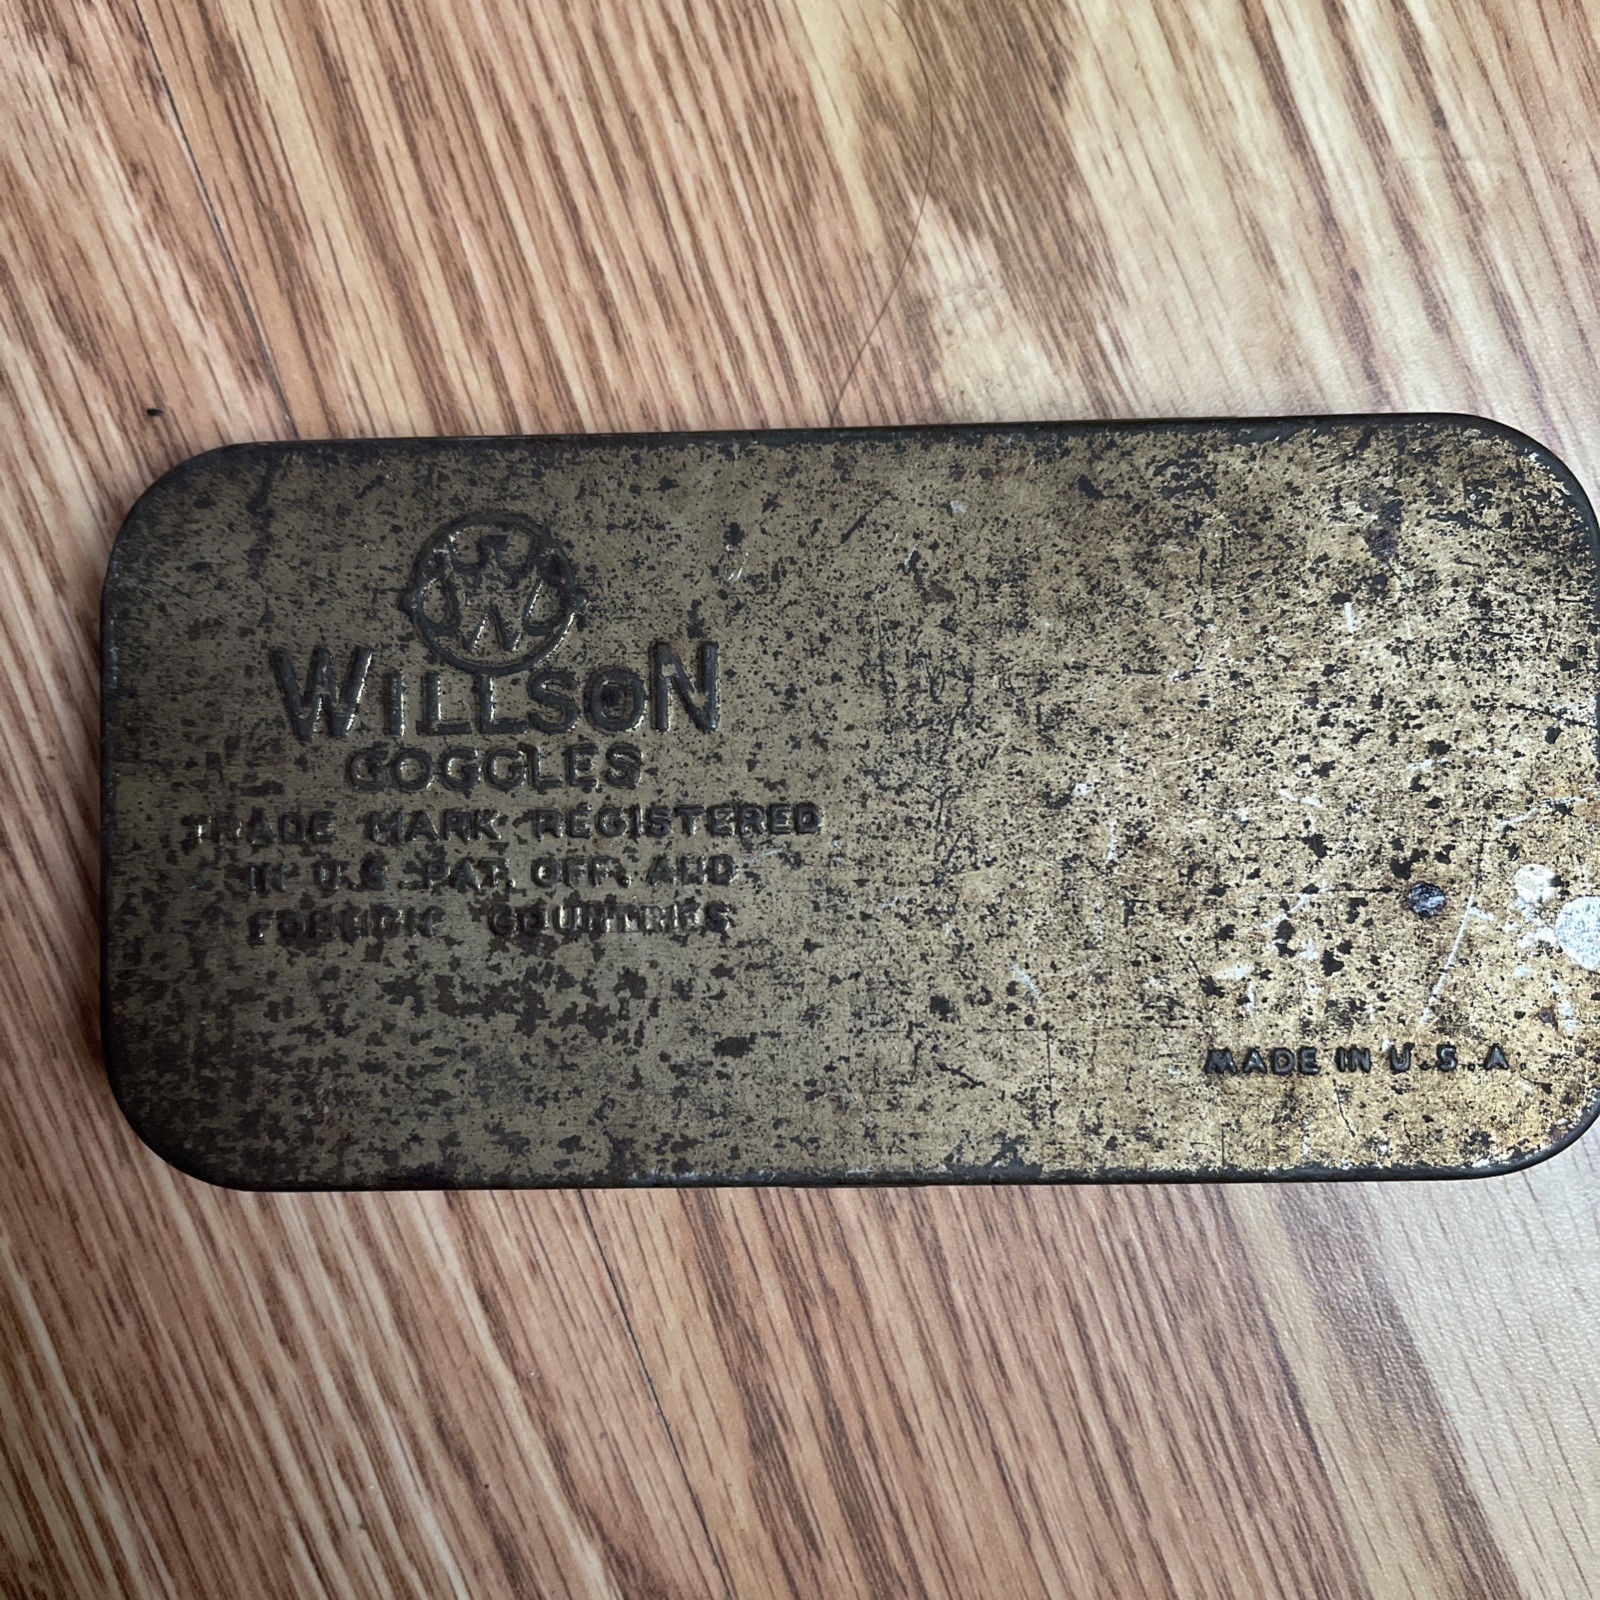 W W W
WILLSON
GOGGLES
TRADE MARK REGISTERED
IN U.S. PAT. OFF. AND
FOREIGN COUNTRIES
MADE IN U.S.A.